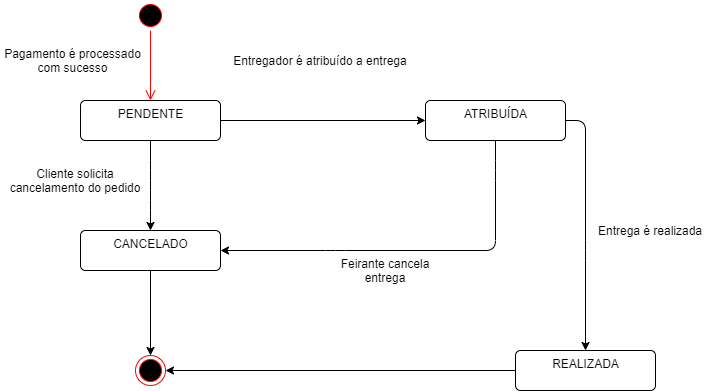 Pagamento é processado
com sucesso
Entregador é atribuído a entrega
PENDENTE
ATRIBUÍDA
Cliente solicita
cancelamento do pedido
CANCELADO
Entrega é realizada
Feirante cancela
entrega
REALIZADA